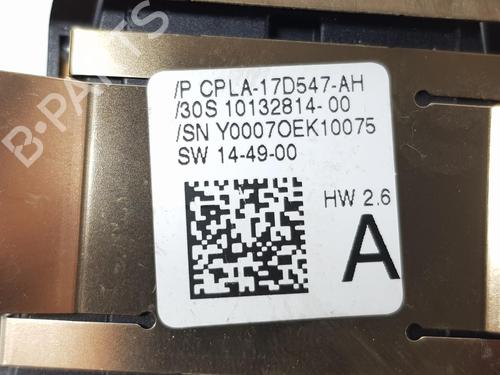 B-PARTS
/P CPLA-17D547-AH
/30S 10132814- 00
/SN Y0007OEK10075
SW 14-49-00
HW 2.6
A